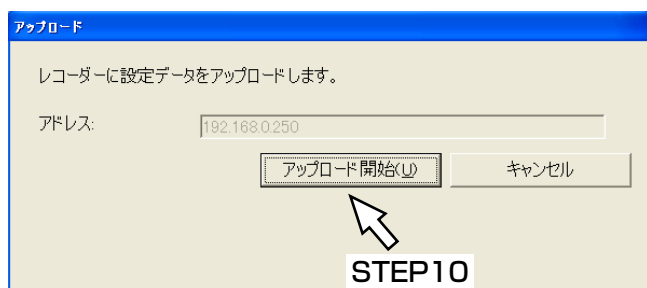 アップロード
レコーダーに設定データをアップロードします。
アドレス: 192.168.0.250
アップロード開始(U) キャンセル
STEP10